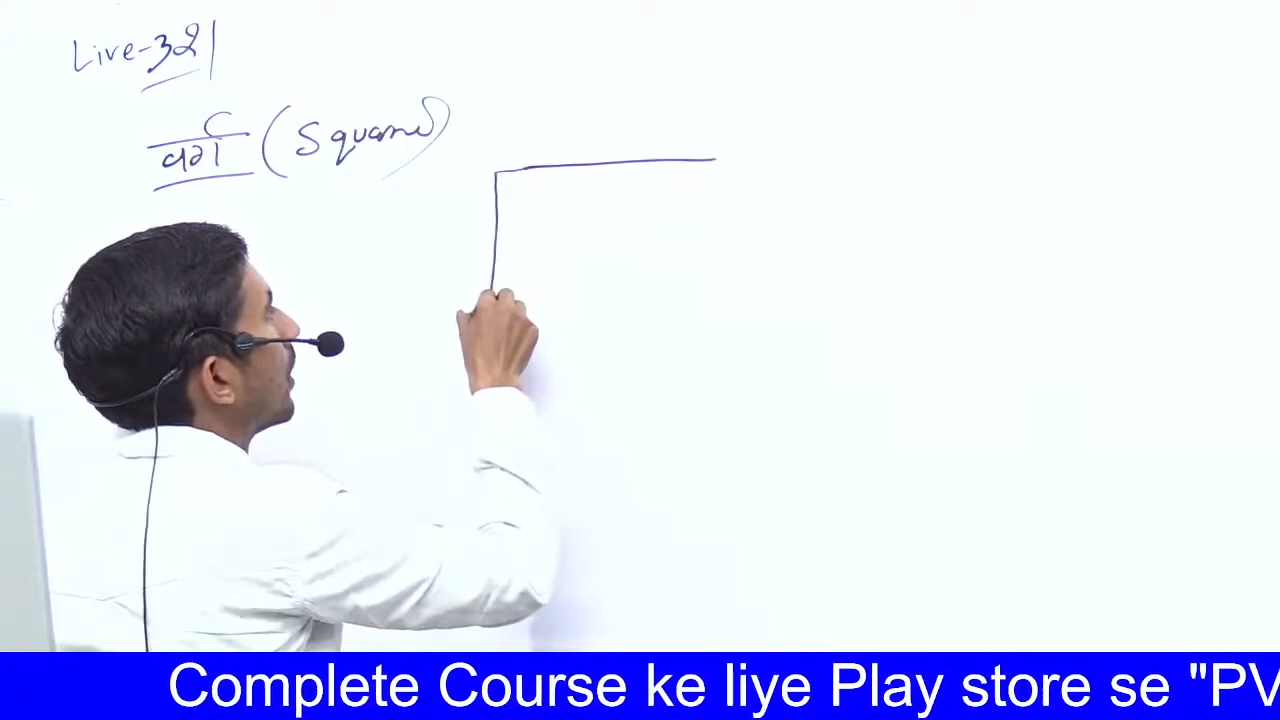 Live-321
वर्ग (Square)
Complete Course ke liye Play store se "PV